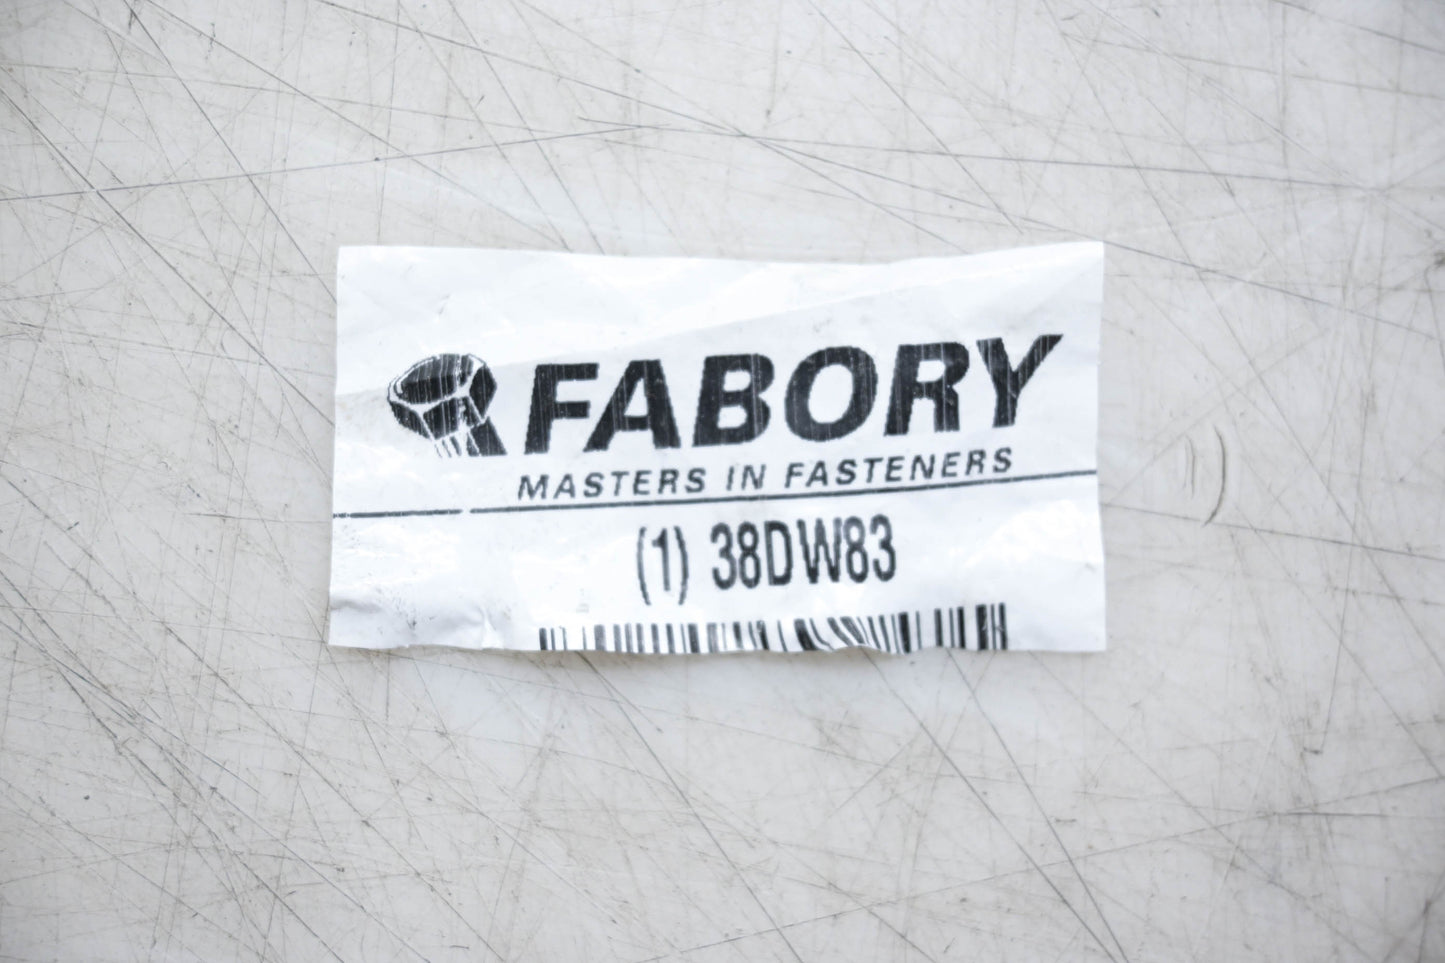 FABORY
MASTERS IN FASTENERS
(1) 38DW83